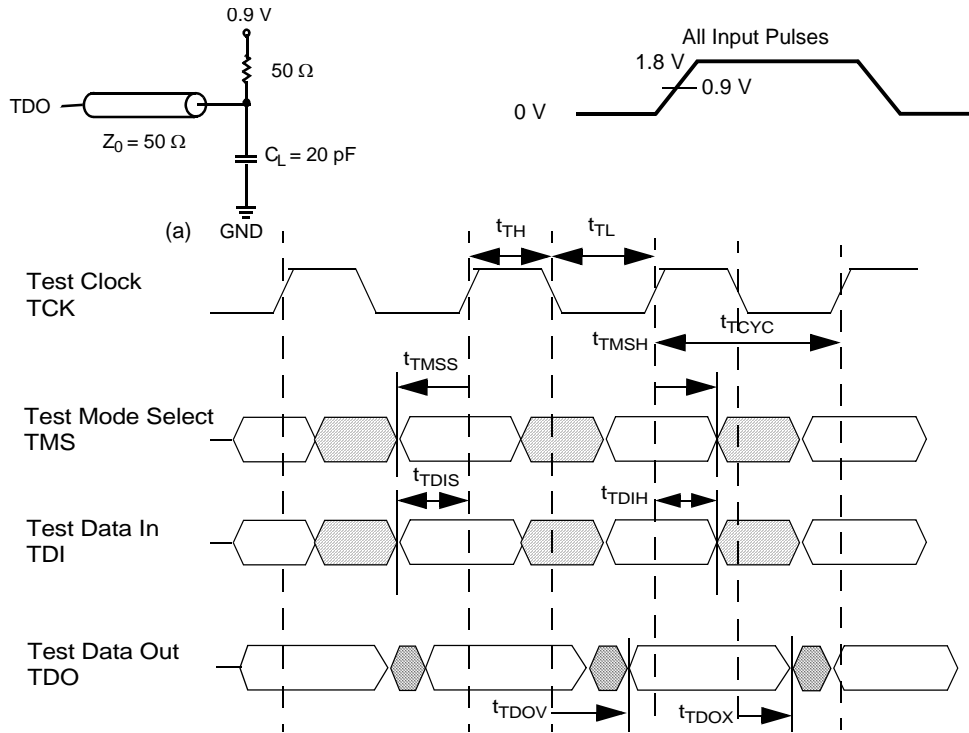 0.9 V
50 Ω
TDO
Z0 = 50 Ω
CL = 20 pF
(a)
GND
All Input Pulses
1.8 V
0.9 V
0 V
tTH
tTL
Test Clock
TCK
tTCYC
tTMSH
tTMSS
Test Mode Select
TMS
tTDIS
tTDIH
Test Data In
TDI
Test Data Out
TDO
tTDOV
tTDOX